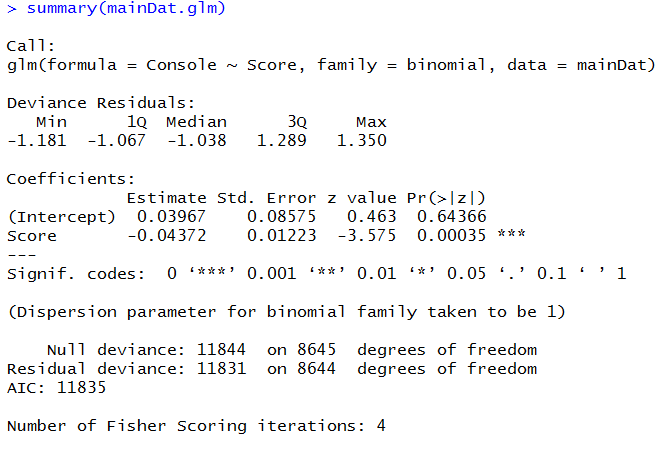 > summary(mainDat.glm)
Call:
glm(formula = Console ~ Score, family = binomial, data = mainDat)
Deviance Residuals:
   Min      1Q  Median      3Q     Max
-1.181  -1.067  -1.038   1.289   1.350
Coefficients:
            Estimate Std. Error z value Pr(>|z|)
(Intercept)  0.03967    0.08575   0.463  0.64366
Score       -0.04372    0.01223  -3.575  0.00035 ***
---
Signif. codes:  0 ‘***’ 0.001 ‘**’ 0.01 ‘*’ 0.05 ‘.’ 0.1 ‘ ’ 1
(Dispersion parameter for binomial family taken to be 1)
    Null deviance: 11844  on 8645  degrees of freedom
Residual deviance: 11831  on 8644  degrees of freedom
AIC: 11835
Number of Fisher Scoring iterations: 4